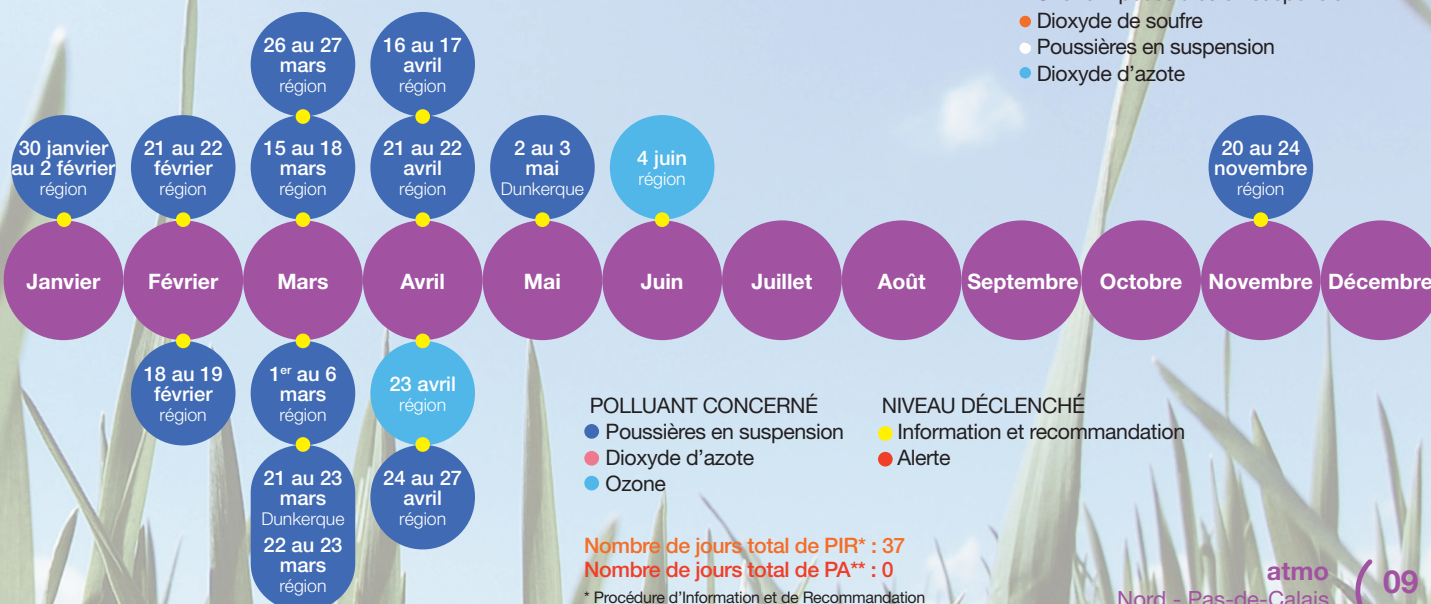 Dioxyde de soufre
Poussières en suspension
Dioxyde d'azote
26 au 27
mars
région
16 au 17
avril
région
30 janvier
au 2 février
région
21 au 22
février
région
15 au 18
mars
région
21 au 22
avril
région
2 au 3
mai
Dunkerque
4 juin
région
20 au 24
novembre
région
Janvier
Février
Mars
Avril
Mai
Juin
Juillet
Août
Septembre
Octobre
Novembre
Décembre
18 au 19
février
région
1er au 6
mars
région
23 avril
région
21 au 23
mars
Dunkerque
22 au 23
mars
région
24 au 27
avril
région
POLLUANT CONCERNÉ
Poussières en suspension
Dioxyde d'azote
Ozone
NIVEAU DÉCLENCHÉ
Information et recommandation
Alerte
Nombre de jours total de PIR* : 37
Nombre de jours total de PA** : 0
* Procédure d'Information et de Recommandation
atmo
Nord - Pas-de-Calais
09